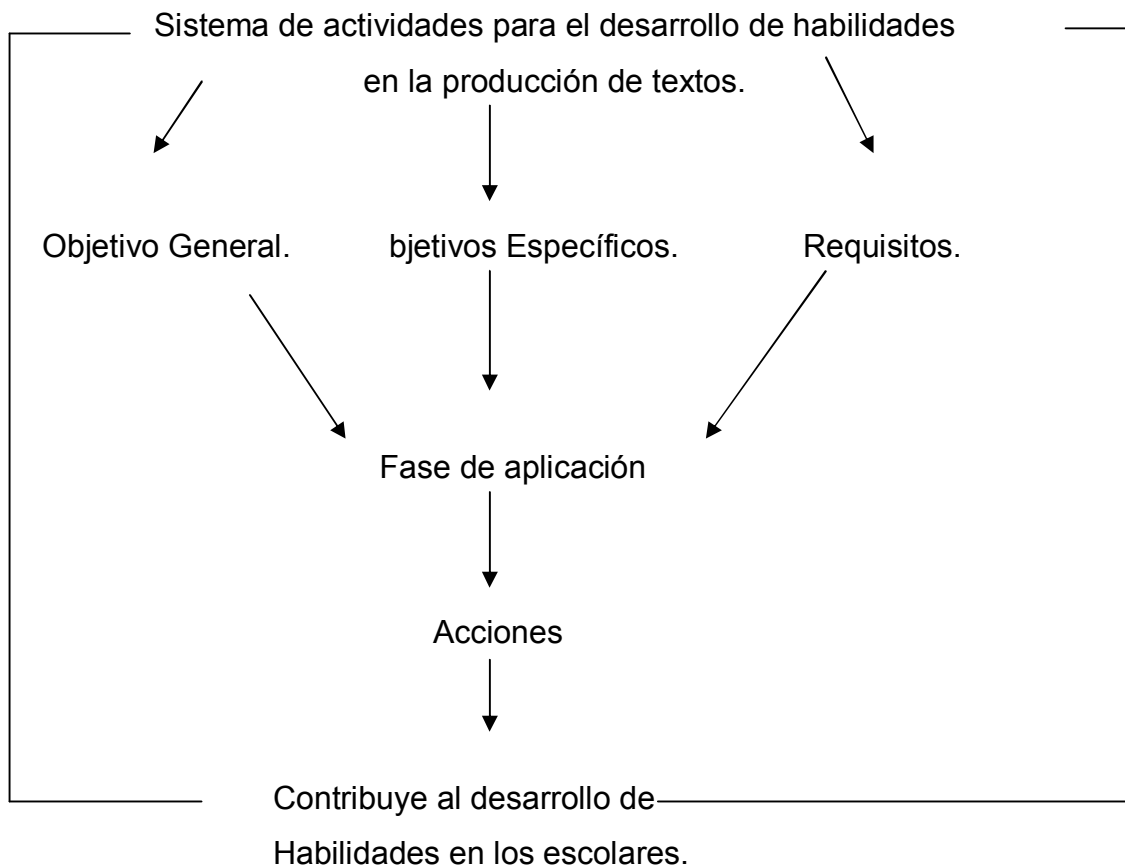 Sistema de actividades para el desarrollo de habilidades
en la producción de textos.
Objetivo General. bjetivos Específicos. Requisitos.
Fase de aplicación
Acciones
Contribuye al desarrollo de
Habilidades en los escolares.